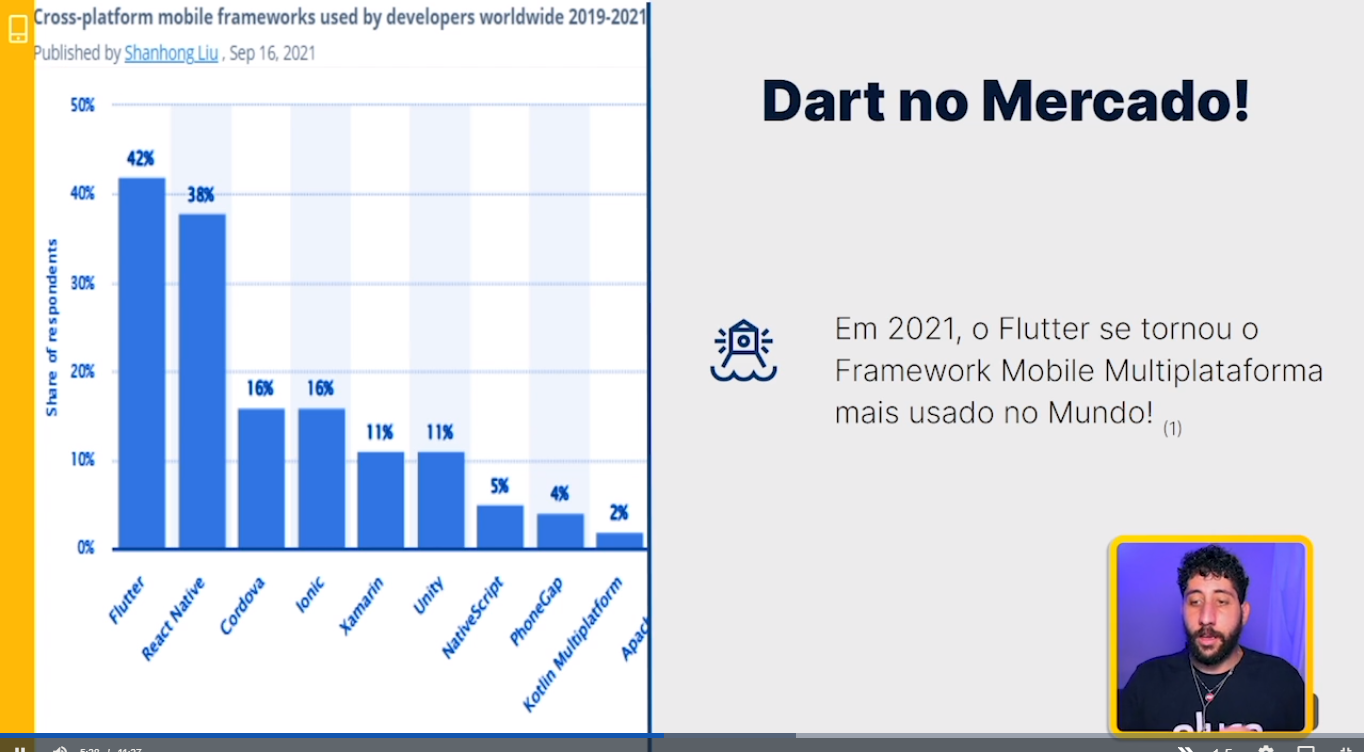 Cross-platform mobile frameworks used by developers worldwide 2019-2021
Published by Shanhong Liu , Sep 16, 2021
50%
40%
30%
20%
10%
0%
Share of respondents
42%
38%
16%
16%
11%
11%
5%
4%
2%
Flutter
React Native
Cordova
Ionic
Xamarin
Unity
NativeScript
PhoneGap
Kotlin Multiplatform
Dart no Mercado!
Em 2021, o Flutter se tornou o
Framework Mobile Multiplataforma
mais usado no Mundo! (1)